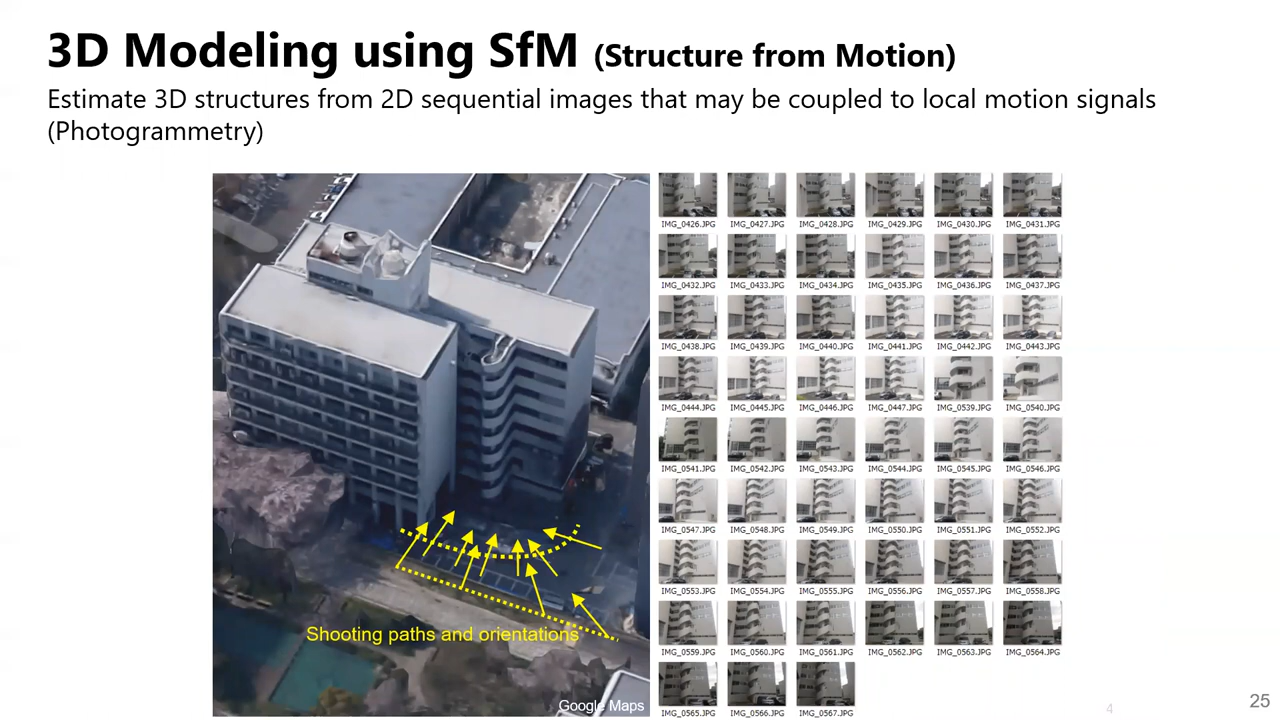 3D Modeling using SfM (Structure from Motion)
Estimate 3D structures from 2D sequential images that may be coupled to local motion signals
(Photogrammetry)
IMG_0426.JPG IMG_0427.JPG IMG_0428.JPG IMG_0429.JPG IMG_0430.JPG IMG_0431.JPG
IMG_0432.JPG IMG_0433.JPG IMG_0434.JPG IMG_0435.JPG IMG_0436.JPG IMG_0437.JPG
IMG_0438.JPG IMG_0439.JPG IMG_0440.JPG IMG_0441.JPG IMG_0442.JPG IMG_0443.JPG
IMG_0444.JPG IMG_0445.JPG IMG_0446.JPG IMG_0447.JPG IMG_0539.JPG IMG_0540.JPG
IMG_0541.JPG IMG_0542.JPG IMG_0543.JPG IMG_0544.JPG IMG_0545.JPG IMG_0546.JPG
IMG_0547.JPG IMG_0548.JPG IMG_0549.JPG IMG_0550.JPG IMG_0551.JPG IMG_0552.JPG
IMG_0553.JPG IMG_0554.JPG IMG_0555.JPG IMG_0556.JPG IMG_0557.JPG IMG_0558.JPG
IMG_0559.JPG IMG_0560.JPG IMG_0561.JPG IMG_0562.JPG IMG_0563.JPG IMG_0564.JPG
IMG_0565.JPG IMG_0566.JPG IMG_0567.JPG
Shooting paths and orientations
Google Maps
4
25